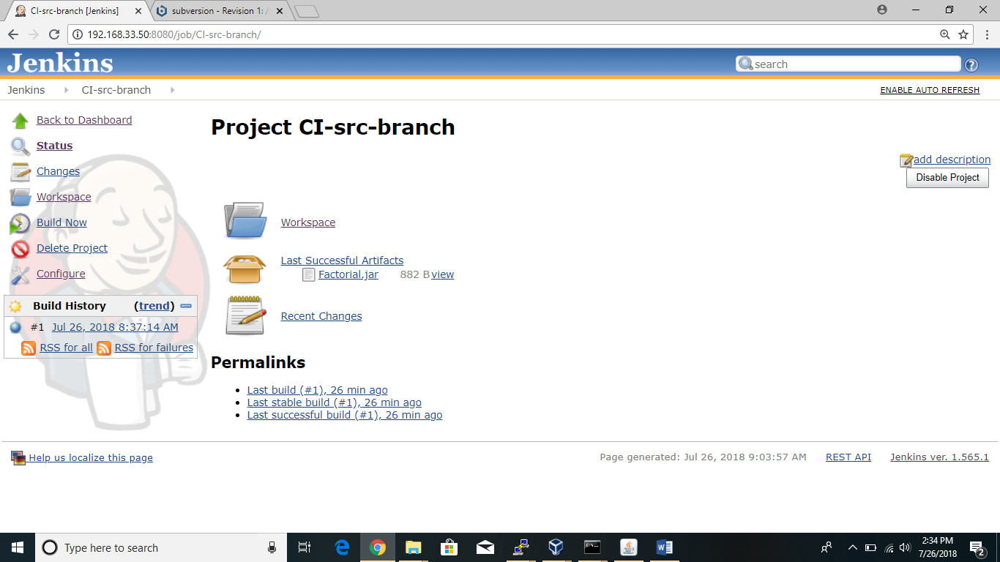 CI-src-branch [Jenkins]
subversion - Revision 1: /
192.168.33.50:8080/job/CI-src-branch/
Jenkins
search
?
Jenkins
CI-src-branch
ENABLE AUTO REFRESH
Back to Dashboard
Status
Changes
Workspace
Build Now
Delete Project
Configure
Build History (trend)
#1 Jul 26, 2018 8:37:14 AM
RSS for all RSS for failures
Project CI-src-branch
add description
Disable Project
Workspace
Last Successful Artifacts
Factorial.jar 882 B view
Recent Changes
Permalinks
Last build (#1), 26 min ago
Last stable build (#1), 26 min ago
Last successful build (#1), 26 min ago
Help us localize this page
Page generated: Jul 26, 2018 9:03:57 AM
REST API
Jenkins ver. 1.565.1
Type here to search
2:34 PM
7/26/2018
2